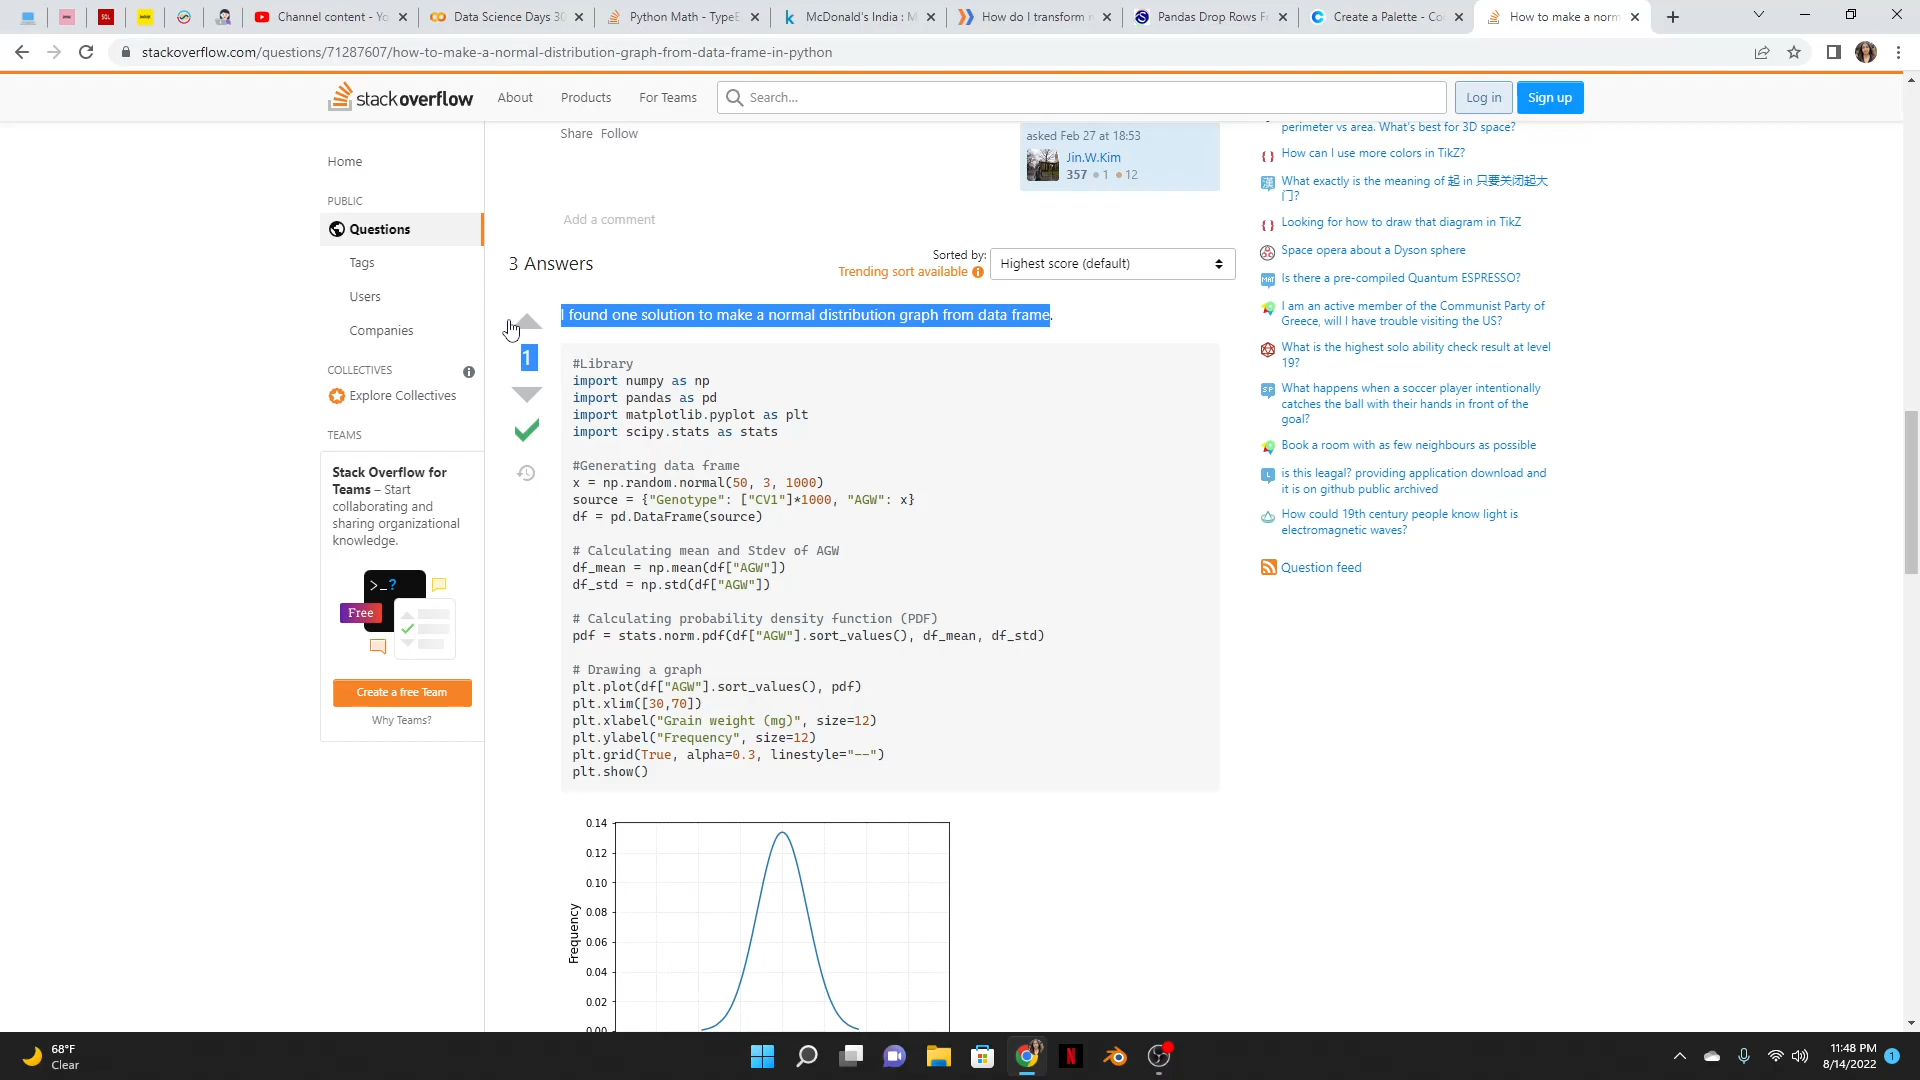 Channel content - Yo
Data Science Days 30
Python Math - TypeE
McDonald's India : M
How do I transform r
Pandas Drop Rows F
Create a Palette - Co
How to make a norm
stackoverflow.com/questions/71287607/how-to-make-a-normal-distribution-graph-from-data-frame-in-python
stackoverflow
About
Products
For Teams
Search...
Log in
Sign up
Home
PUBLIC
Questions
Tags
Users
Companies
COLLECTIVES
Explore Collectives
TEAMS
Stack Overflow for
Teams – Start
collaborating and
sharing organizational
knowledge.
>_?
Free
Create a free Team
Why Teams?
Share Follow
asked Feb 27 at 18:53
Jin.W.Kim
357 1 12
Add a comment
3 Answers
Sorted by:
Trending sort available
Highest score (default)
1
I found one solution to make a normal distribution graph from data frame.
#Library
import numpy as np
import pandas as pd
import matplotlib.pyplot as plt
import scipy.stats as stats
#Generating data frame
x = np.random.normal(50, 3, 1000)
source = {"Genotype": ["CV1"]*1000, "AGW": x}
df = pd.DataFrame(source)
# Calculating mean and Stdev of AGW
df_mean = np.mean(df["AGW"])
df_std = np.std(df["AGW"])
# Calculating probability density function (PDF)
pdf = stats.norm.pdf(df["AGW"].sort_values(), df_mean, df_std)
# Drawing a graph
plt.plot(df["AGW"].sort_values(), pdf)
plt.xlim([30,70])
plt.xlabel("Grain weight (mg)", size=12)
plt.ylabel("Frequency", size=12)
plt.grid(True, alpha=0.3, linestyle="--")
plt.show()
0.14
0.12
0.10
0.08
0.06
0.04
0.02
0.00
Frequency
perimeter vs area. What's best for 3D space?
How can I use more colors in TikZ?
What exactly is the meaning of 起 in 只要关闭起大
门?
Looking for how to draw that diagram in TikZ
Space opera about a Dyson sphere
Is there a pre-compiled Quantum ESPRESSO?
I am an active member of the Communist Party of
Greece, will I have trouble visiting the US?
What is the highest solo ability check result at level
19?
What happens when a soccer player intentionally
catches the ball with their hands in front of the
goal?
Book a room with as few neighbours as possible
is this leagal? providing application download and
it is on github public archived
How could 19th century people know light is
electromagnetic waves?
Question feed
68°F
Clear
11:48 PM
8/14/2022
1